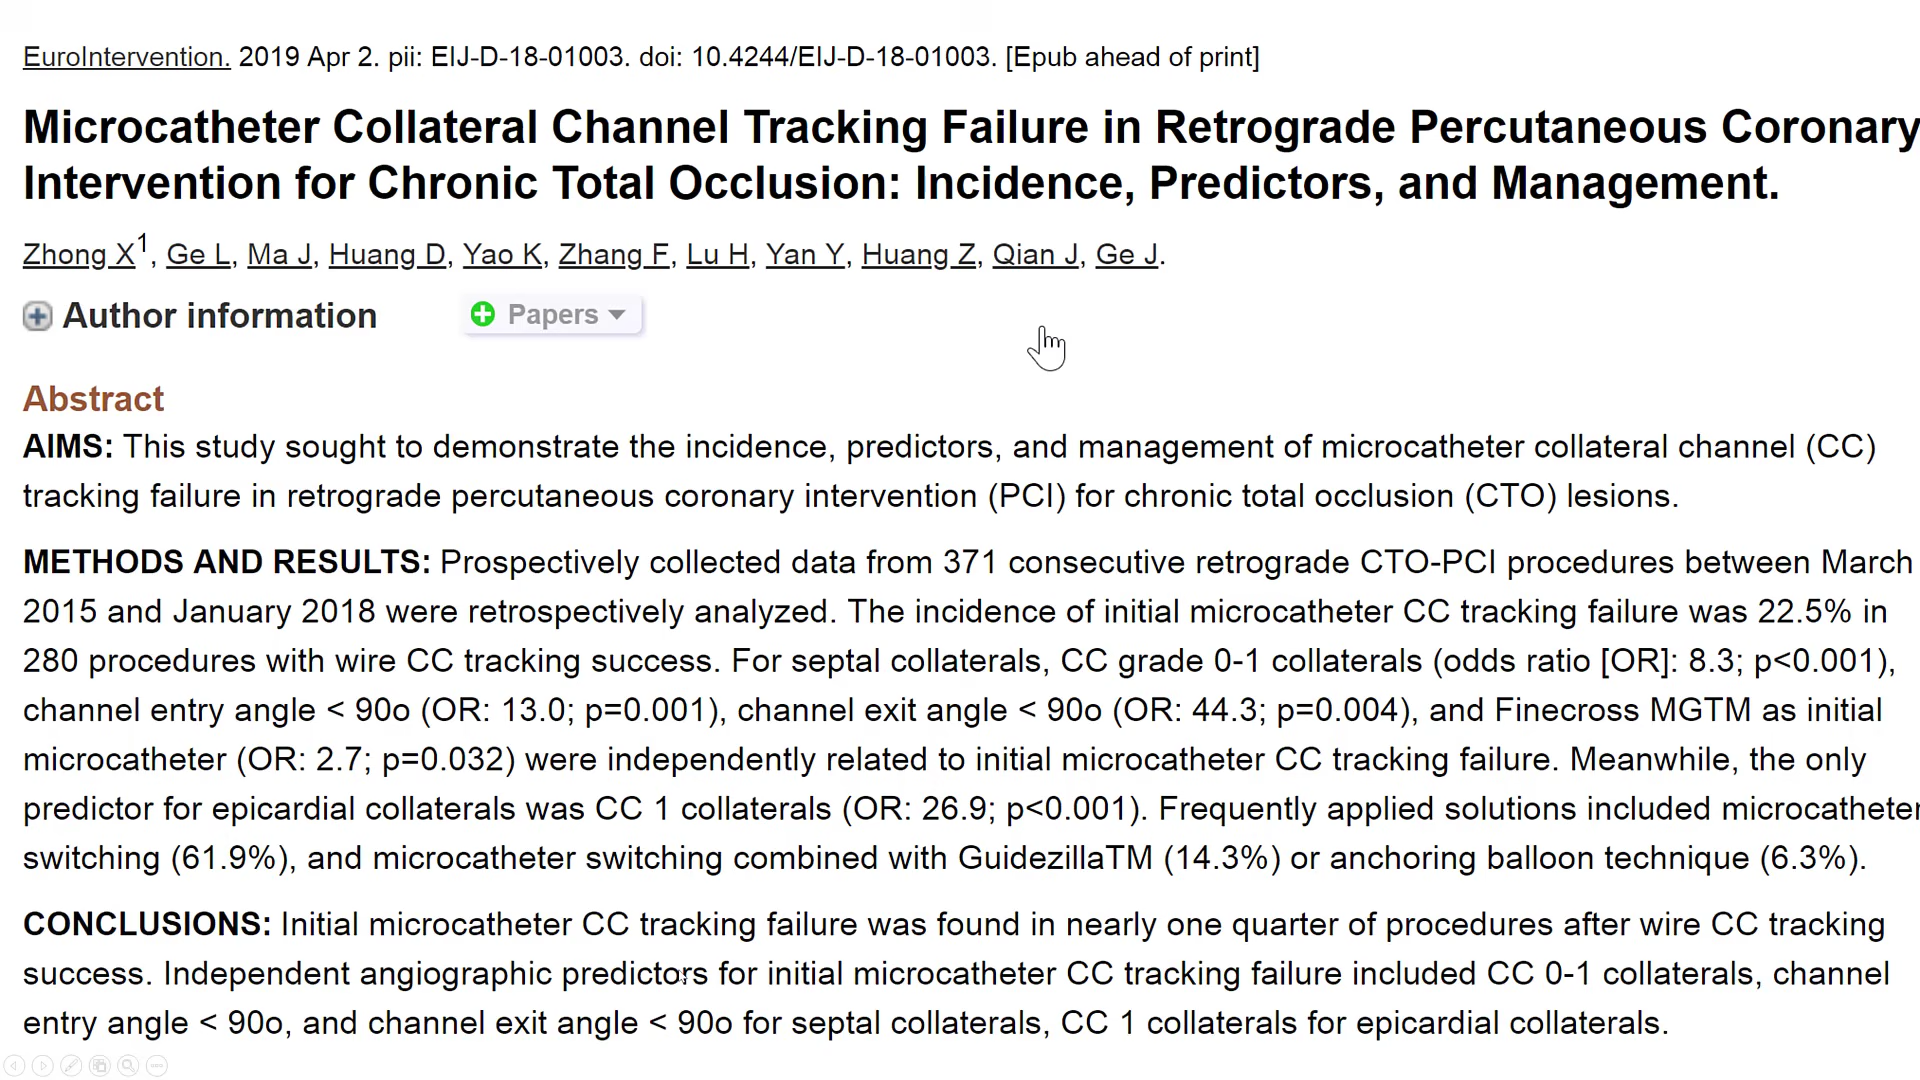 EuroIntervention. 2019 Apr 2. pii: EIJ-D-18-01003. doi: 10.4244/EIJ-D-18-01003. [Epub ahead of print]
Microcatheter Collateral Channel Tracking Failure in Retrograde Percutaneous Coronary
Intervention for Chronic Total Occlusion: Incidence, Predictors, and Management.
Zhong X1, Ge L, Ma J, Huang D, Yao K, Zhang F, Lu H, Yan Y, Huang Z, Qian J, Ge J.
Author information Papers
Abstract
AIMS: This study sought to demonstrate the incidence, predictors, and management of microcatheter collateral channel (CC)
tracking failure in retrograde percutaneous coronary intervention (PCI) for chronic total occlusion (CTO) lesions.
METHODS AND RESULTS: Prospectively collected data from 371 consecutive retrograde CTO-PCI procedures between March
2015 and January 2018 were retrospectively analyzed. The incidence of initial microcatheter CC tracking failure was 22.5% in
280 procedures with wire CC tracking success. For septal collaterals, CC grade 0-1 collaterals (odds ratio [OR]: 8.3; p<0.001),
channel entry angle < 90o (OR: 13.0; p=0.001), channel exit angle < 90o (OR: 44.3; p=0.004), and Finecross MGTM as initial
microcatheter (OR: 2.7; p=0.032) were independently related to initial microcatheter CC tracking failure. Meanwhile, the only
predictor for epicardial collaterals was CC 1 collaterals (OR: 26.9; p<0.001). Frequently applied solutions included microcatheter
switching (61.9%), and microcatheter switching combined with GuidezillaTM (14.3%) or anchoring balloon technique (6.3%).
CONCLUSIONS: Initial microcatheter CC tracking failure was found in nearly one quarter of procedures after wire CC tracking
success. Independent angiographic predictors for initial microcatheter CC tracking failure included CC 0-1 collaterals, channel
entry angle < 90o, and channel exit angle < 90o for septal collaterals, CC 1 collaterals for epicardial collaterals.